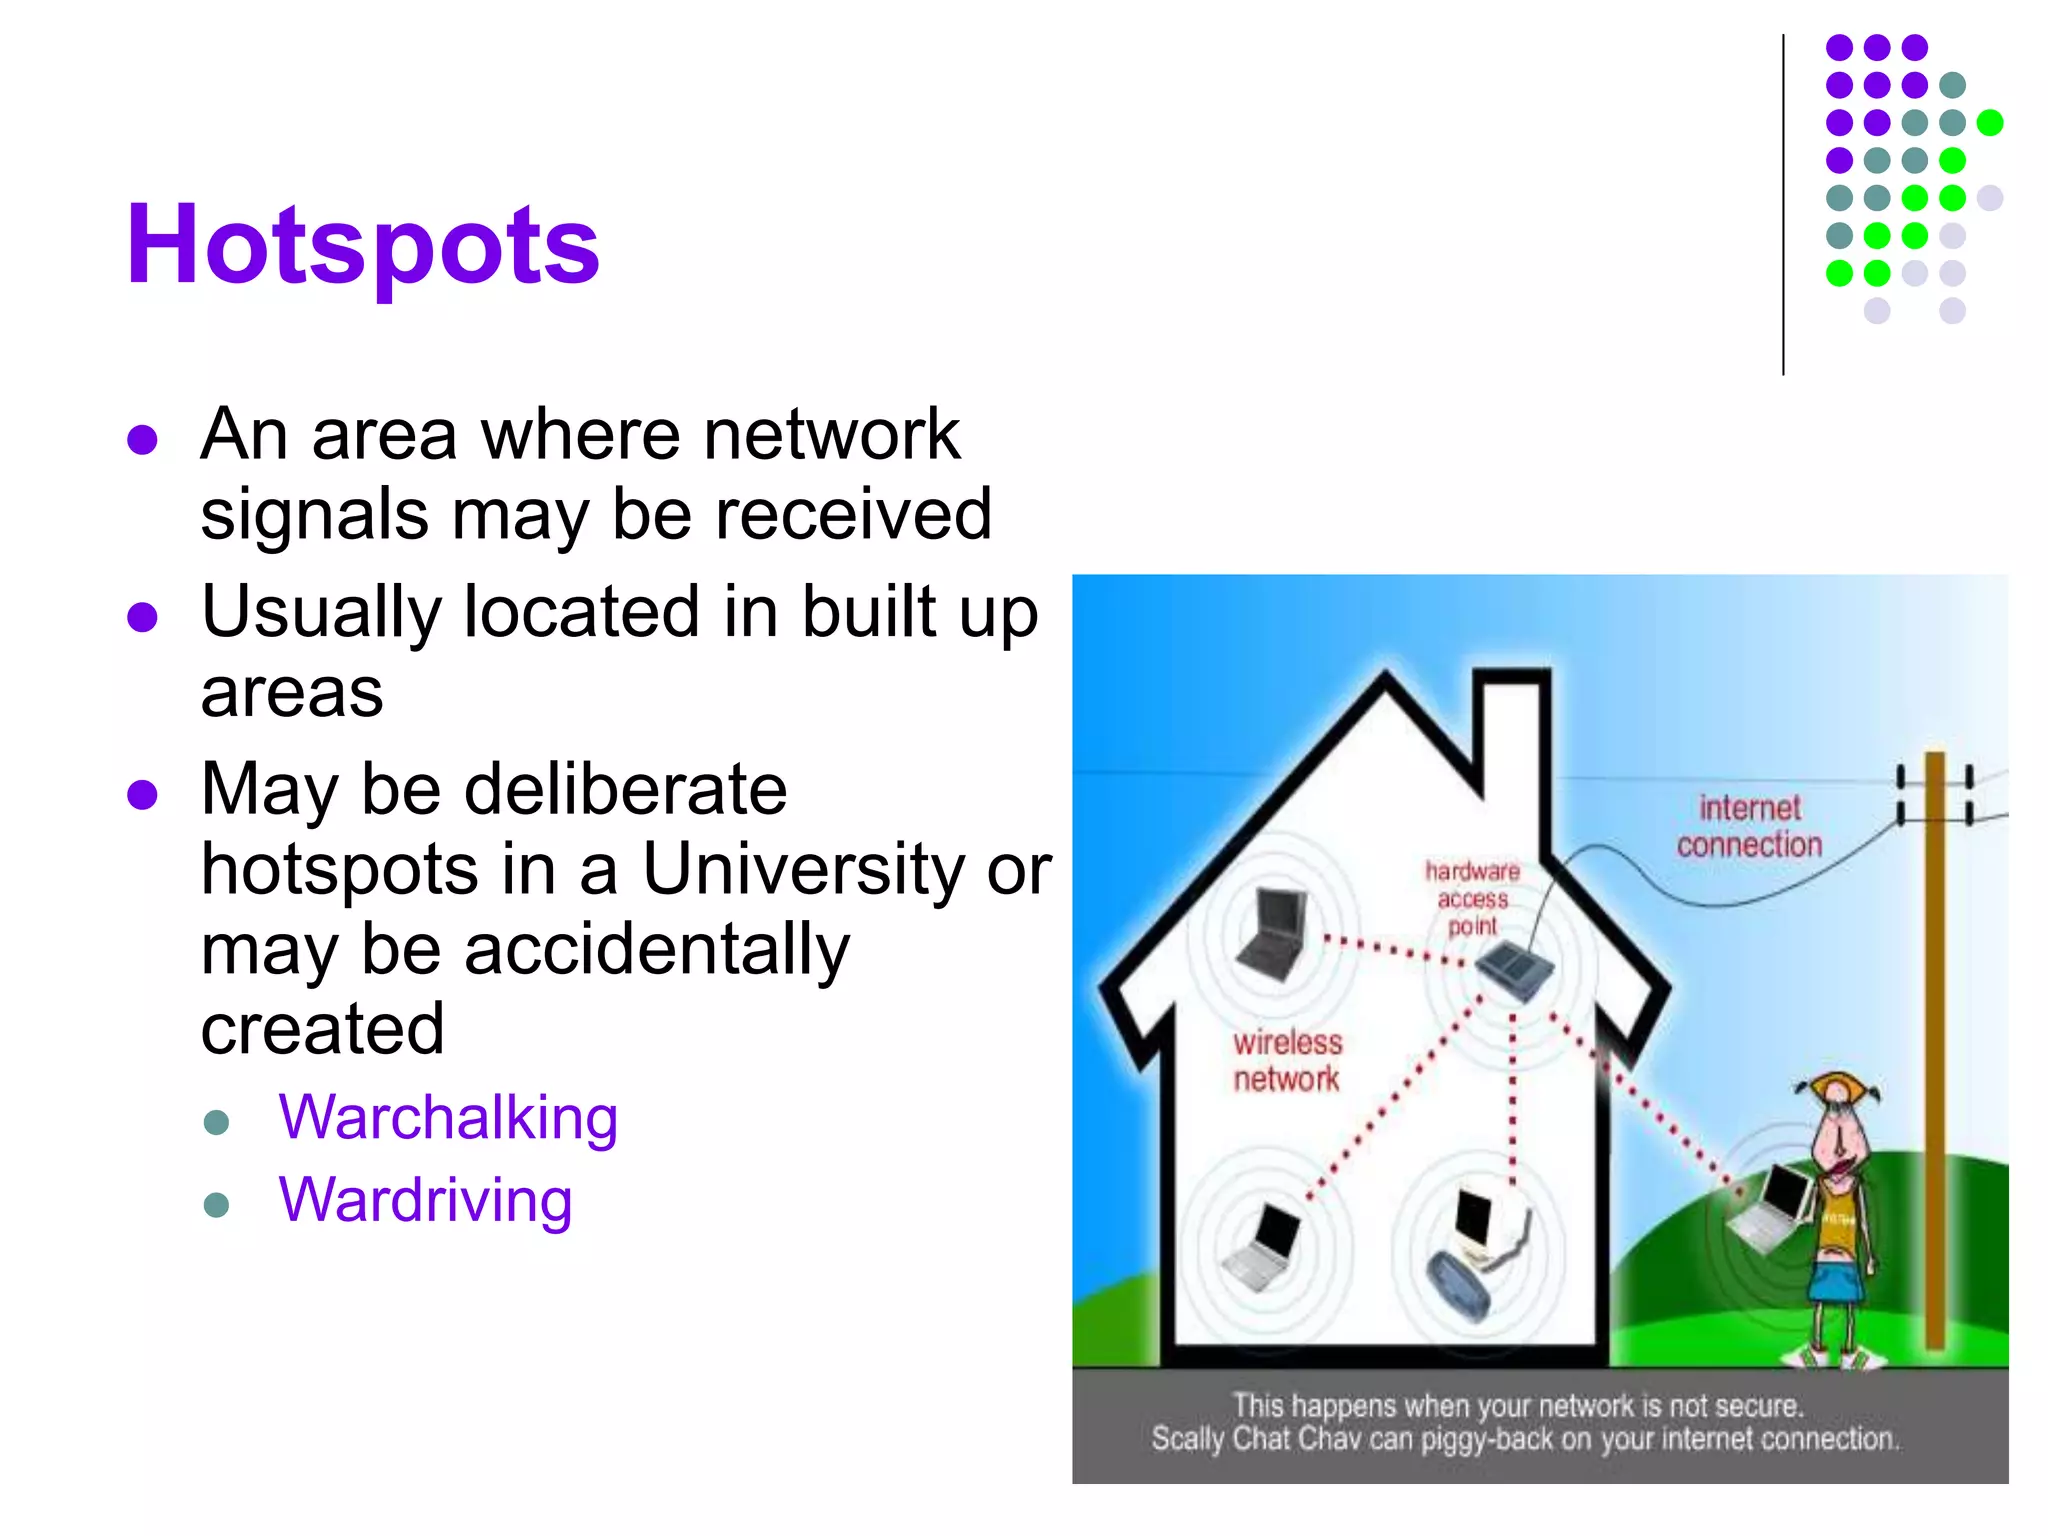 Hotspots
An area where network
signals may be received
Usually located in built up
areas
May be deliberate
hotspots in a University or
may be accidentally
created
Warchalking
Wardriving
internet
connection
hardware
access
point
wireless
network
This happens when your network is not secure.
Scally Chat Chav can piggy-back on your internet connection.